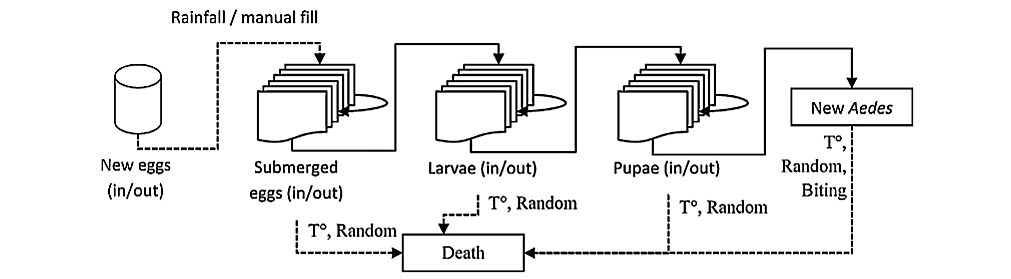 Rainfall / manual fill
New eggs
(in/out)
Submerged
eggs (in/out)
Larvae (in/out)
Pupae (in/out)
New Aedes
T°,
Random,
Biting
T°, Random
T°, Random
T°, Random
Death